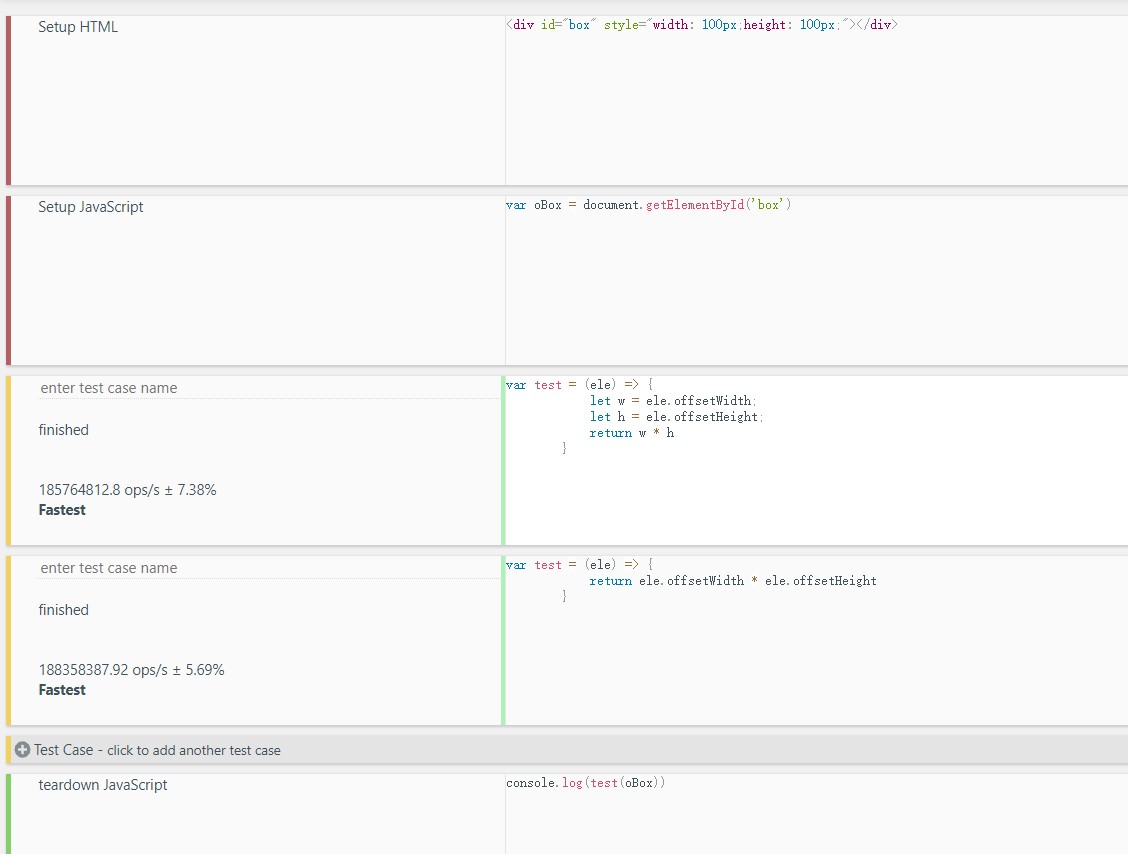 Setup HTML
<div id="box" style="width: 100px;height: 100px;"></div>
Setup JavaScript
var oBox = document.getElementById('box')
enter test case name
finished
185764812.8 ops/s ± 7.38%
Fastest
var test = (ele) => {
let w = ele.offsetWidth;
let h = ele.offsetHeight;
return w * h
}
enter test case name
finished
188358387.92 ops/s ± 5.69%
Fastest
var test = (ele) => {
return ele.offsetWidth * ele.offsetHeight
}
Test Case - click to add another test case
teardown JavaScript
console.log(test(oBox))